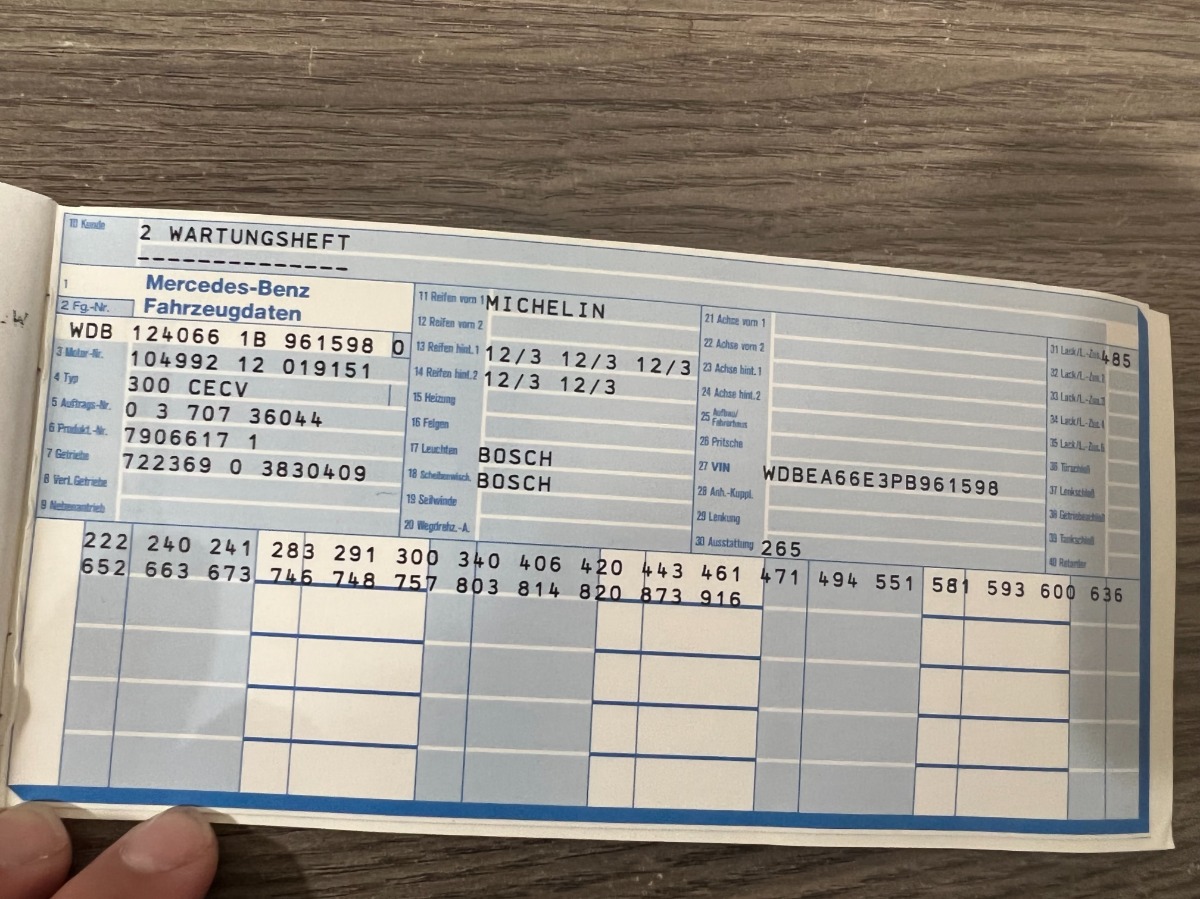 10 Kunde
2 WARTUNGSHEFT
-------------
1
Mercedes-Benz
Fahrzeugdaten
2 Fg.-Nr.
WDB 124066 1B 961598 0
3 Motor-Nr.
104992 12 019151
4 Typ
300 CECV
5 Auftrags-Nr.
0 3 707 36044
6 Produkt.-Nr.
7906617 1
7 Getriebe
722369 0 3830409
8 Verl.Getriebe
9 Nebenantrieb
11 Reifen vorn 1 MICHELIN
12 Reifen vorn 2
13 Reifen hint.1 12/3 12/3 12/3
14 Reifen hint.2 12/3 12/3
15 Heizung
16 Felgen
17 Leuchten BOSCH
18 Scheibenwisch. BOSCH
19 Seilwinde
20 Wegdrehz.-A.
21 Achse vorn 1
22 Achse vorn 2
23 Achse hint.1
24 Achse hint.2
25 Aufbau/
Fahrerhaus
26 Pritsche
27 VIN WDBEA66E3PB961598
28 Anh.-Kuppl.
29 Lenkung
30 Ausstattung 265
31 Lack/L.-Zus.1 485
32 Lack/L.-Zus.2
33 Lack/L.-Zus.3
34 Lack/L.-Zus.4
35 Lack/L.-Zus.5
36 Türschloß
37 Lenkschloß
38 Getriebeschloß
39 Tankschloß
40 Retarder
222 240 241 283 291 300 340 406 420 443 461 471 494 551 581 593 600 636
652 663 673 746 748 757 803 814 820 873 916